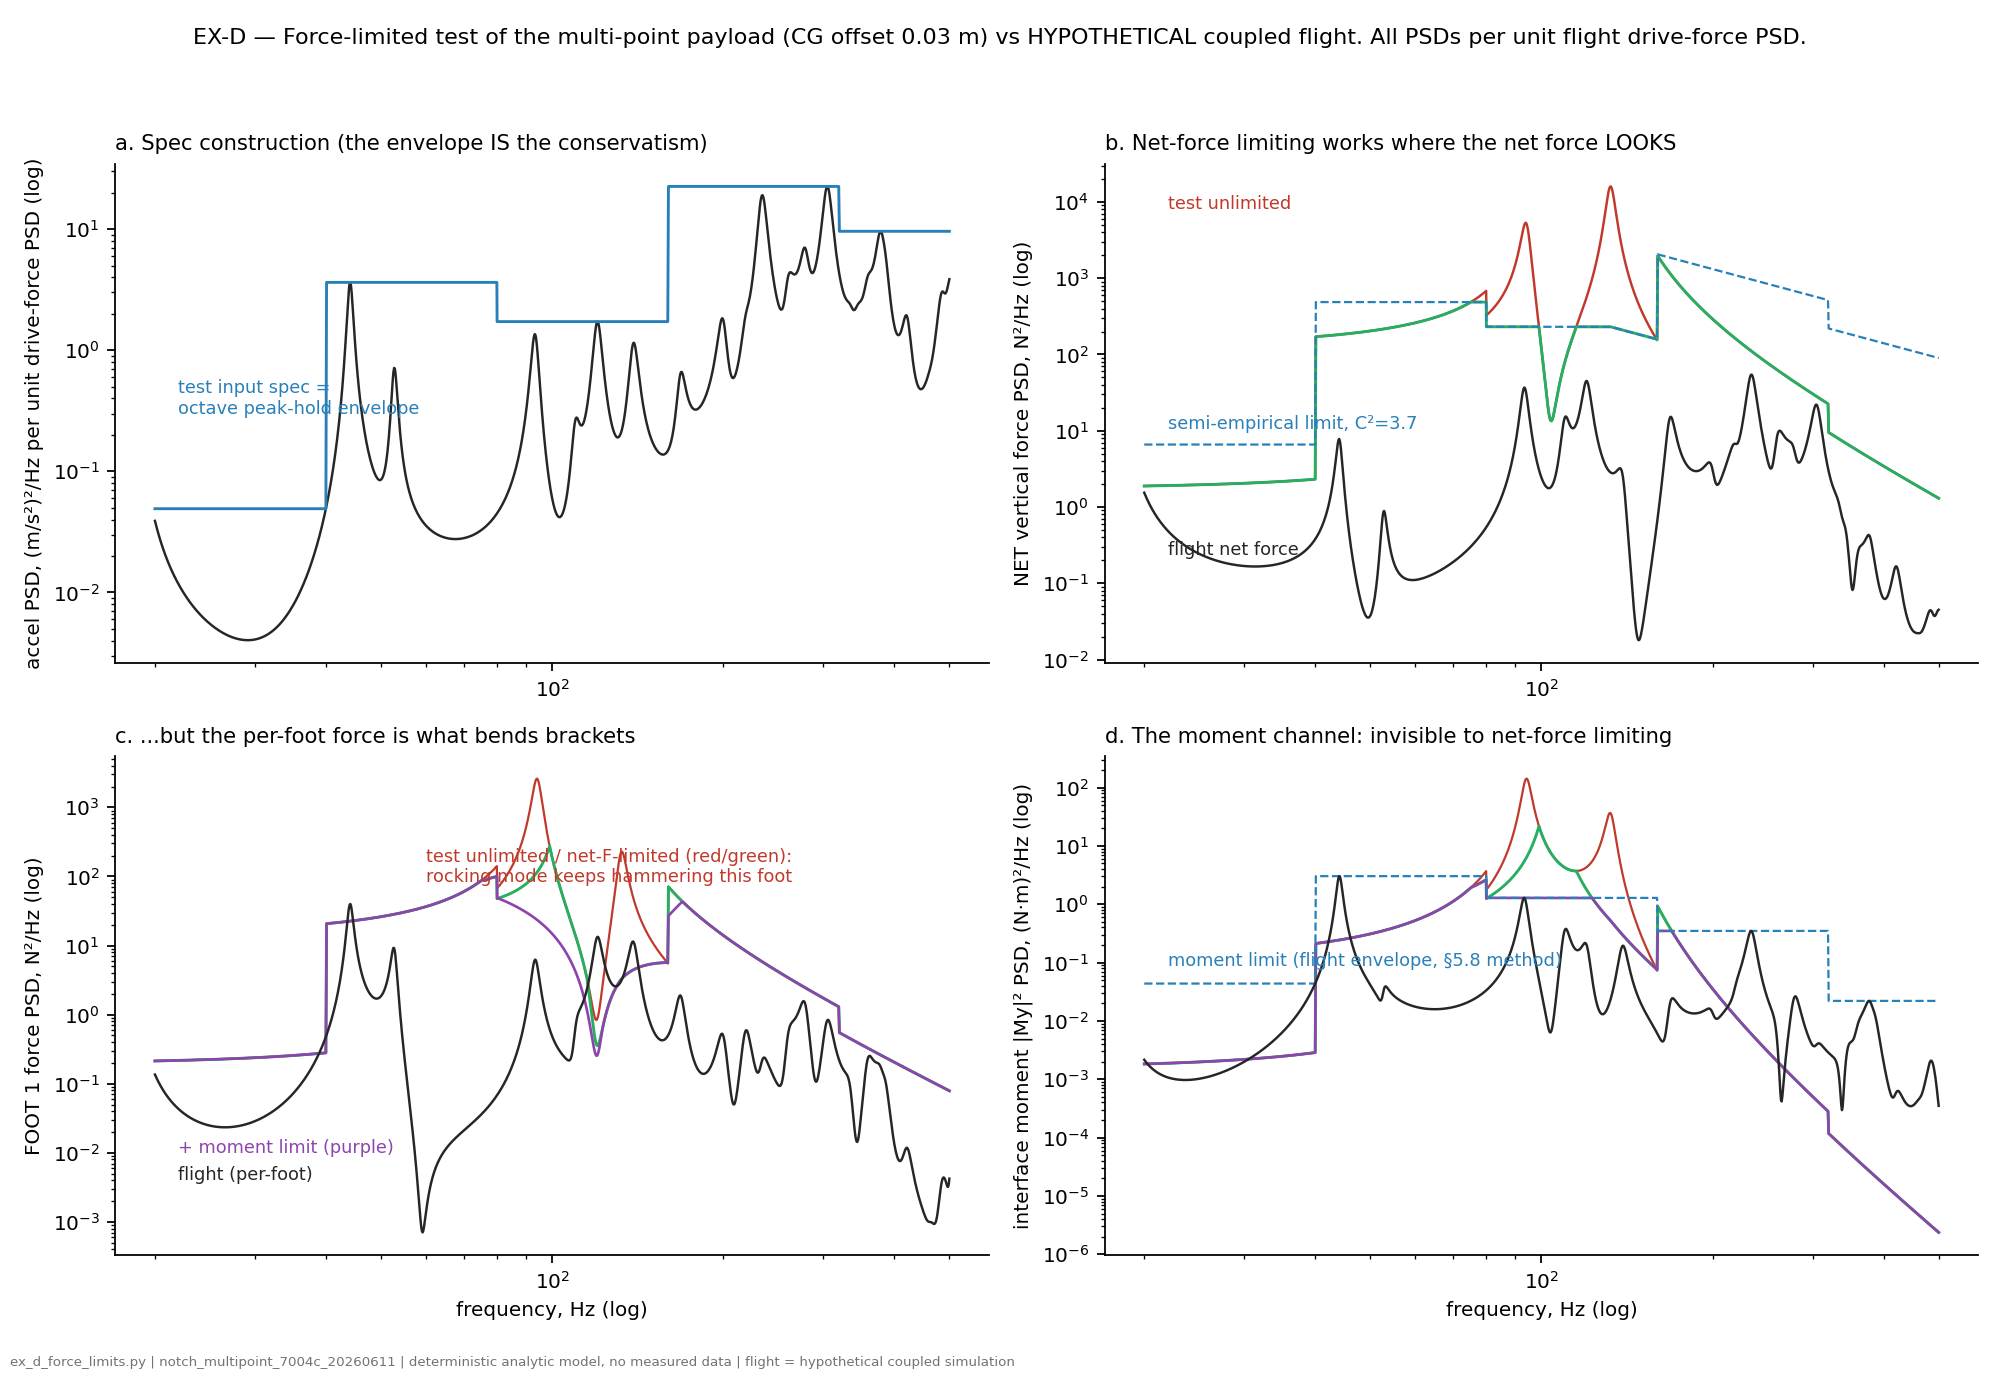 EX-D — Force-limited test of the multi-point payload (CG offset 0.03 m) vs HYPOTHETICAL coupled flight. All PSDs per unit flight drive-force PSD.
a. Spec construction (the envelope IS the conservatism)
accel PSD, (m/s²)²/Hz per unit drive-force PSD (log)
10¹
10⁰
10⁻¹
10⁻²
test input spec =
octave peak-hold envelope
10²
b. Net-force limiting works where the net force LOOKS
NET vertical force PSD, N²/Hz (log)
10⁴
10³
10²
10¹
10⁰
10⁻¹
10⁻²
test unlimited
semi-empirical limit, C²=3.7
flight net force
10²
c. ...but the per-foot force is what bends brackets
FOOT 1 force PSD, N²/Hz (log)
10³
10²
10¹
10⁰
10⁻¹
10⁻²
10⁻³
test unlimited / net-F-limited (red/green):
rocking mode keeps hammering this foot
+ moment limit (purple)
flight (per-foot)
10²
frequency, Hz (log)
d. The moment channel: invisible to net-force limiting
interface moment |My|² PSD, (N·m)²/Hz (log)
10²
10¹
10⁰
10⁻¹
10⁻²
10⁻³
10⁻⁴
10⁻⁵
10⁻⁶
moment limit (flight envelope, §5.8 method)
10²
frequency, Hz (log)
ex_d_force_limits.py | notch_multipoint_7004c_20260611 | deterministic analytic model, no measured data | flight = hypothetical coupled simulation